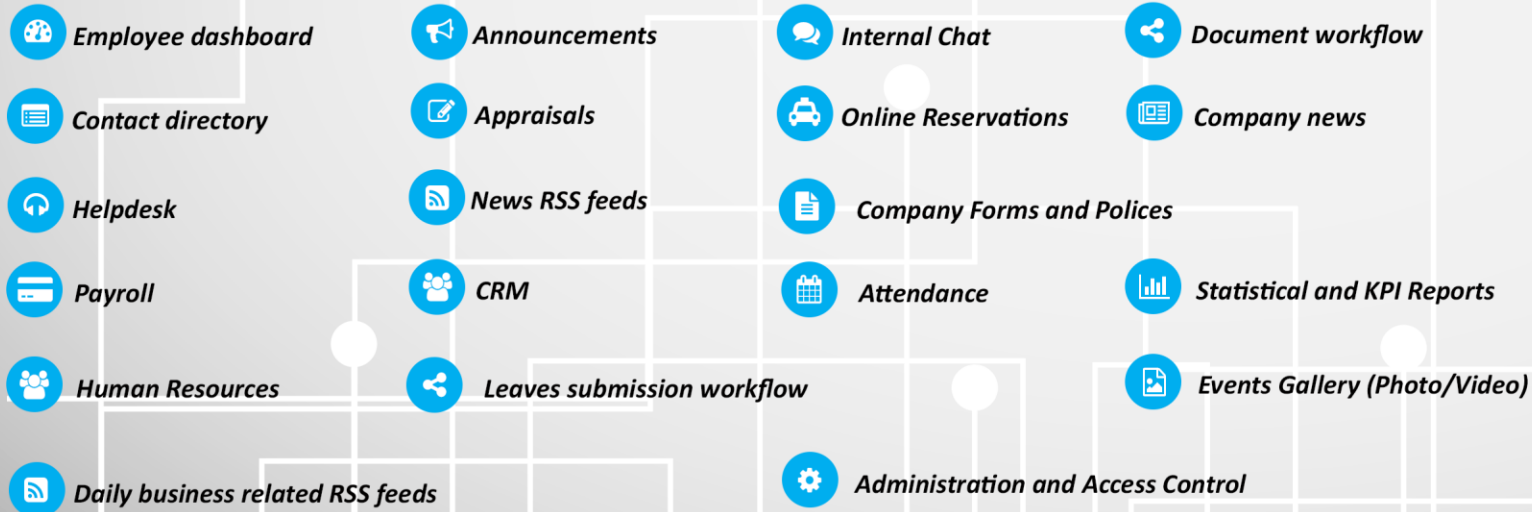 Employee dashboard
Announcements
Internal Chat
Document workflow
Contact directory
Appraisals
Online Reservations
Company news
Helpdesk
News RSS feeds
Company Forms and Polices
Payroll
CRM
Attendance
Statistical and KPI Reports
Human Resources
Leaves submission workflow
Events Gallery (Photo/Video)
Daily business related RSS feeds
Administration and Access Control